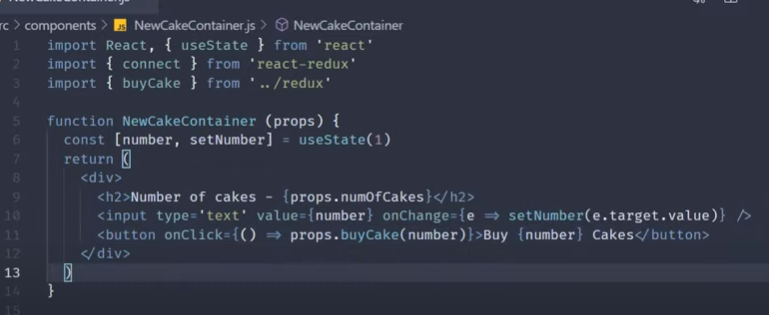 NewCakeContainer.js
rc > components > JS NewCakeContainer.js > NewCakeContainer
1 import React, { useState } from 'react'
2 import { connect } from 'react-redux'
3 import { buyCake } from '../redux'
4
5 function NewCakeContainer (props) {
6 const [number, setNumber] = useState(1)
7 return (
8 <div>
9 <h2>Number of cakes - {props.numOfCakes}</h2>
10 <input type='text' value={number} onChange={e => setNumber(e.target.value)} />
11 <button onClick={() => props.buyCake(number)}>Buy {number} Cakes</button>
12 </div>
13 )
14 }
15